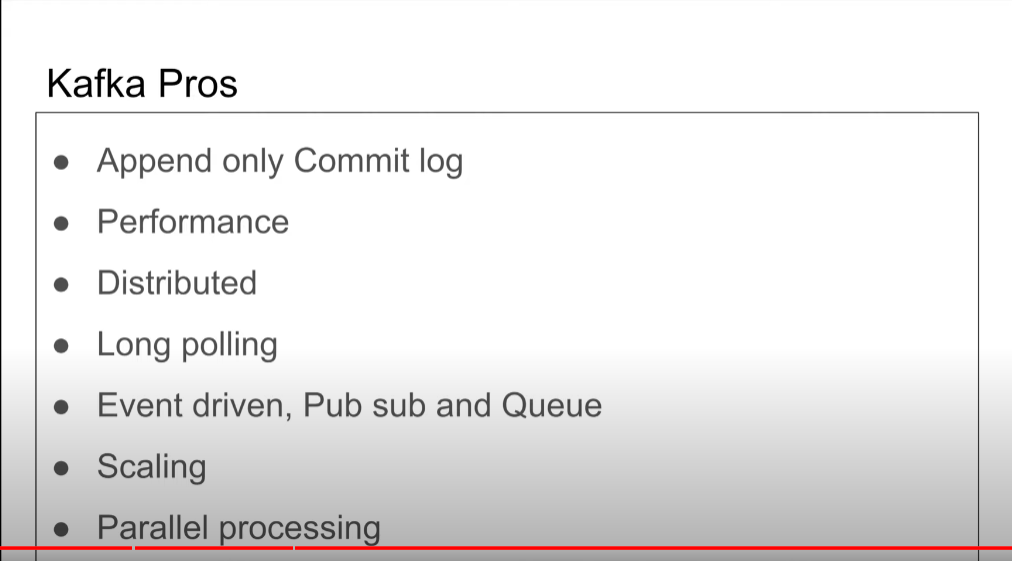 Kafka Pros
● Append only Commit log
● Performance
● Distributed
● Long polling
● Event driven, Pub sub and Queue
● Scaling
● Parallel processing